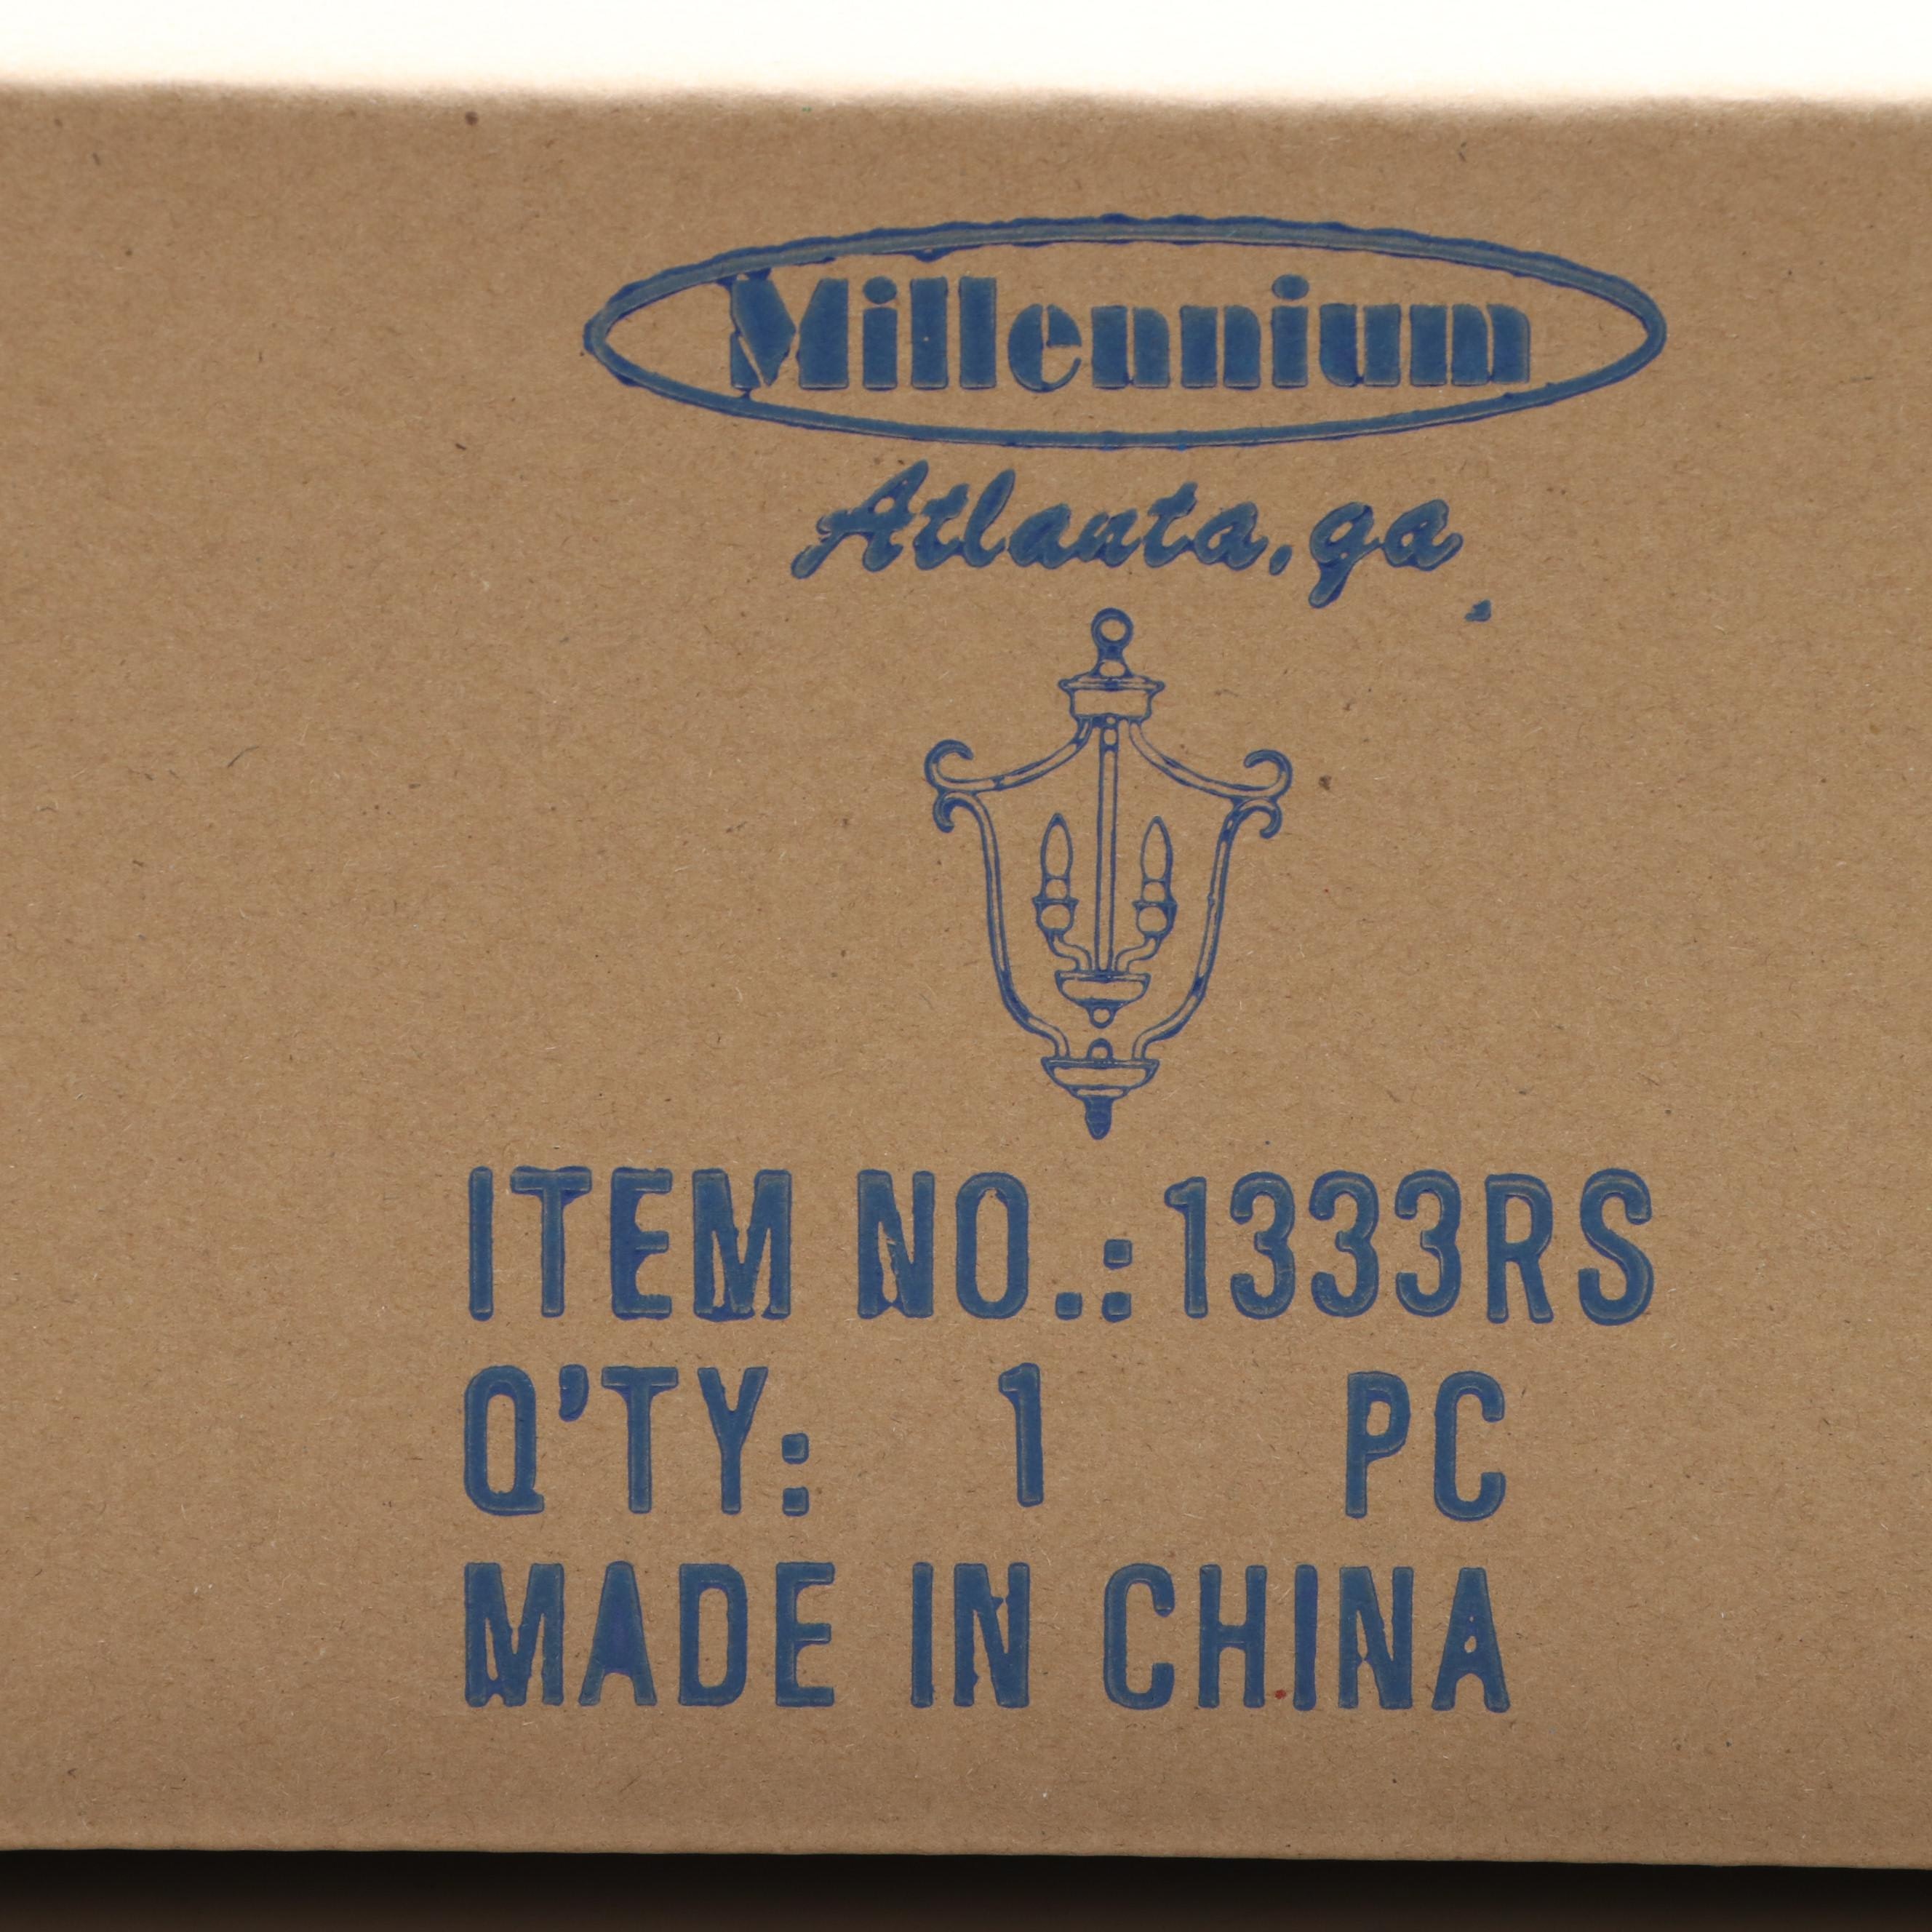 Millennium
Atlanta,ga
ITEM NO.:1333RS
Q'TY: 1 PC
MADE IN CHINA